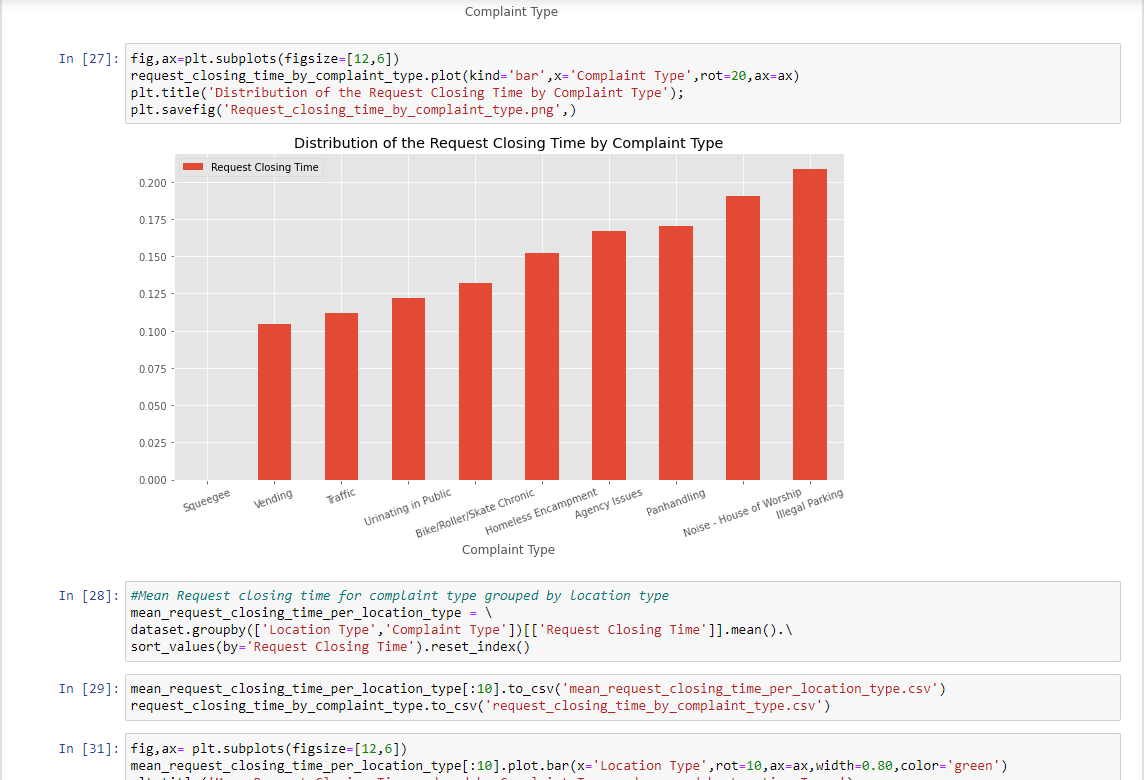 Complaint Type
In [27]: fig,ax=plt.subplots(figsize=[12,6])
request_closing_time_by_complaint_type.plot(kind='bar',x='Complaint Type',rot=20,ax=ax)
plt.title('Distribution of the Request Closing Time by Complaint Type');
plt.savefig('Request_closing_time_by_complaint_type.png',)
Distribution of the Request Closing Time by Complaint Type
Request Closing Time
0.200
0.175
0.150
0.125
0.100
0.075
0.050
0.025
0.000
Squeegee
Vending
Traffic
Urinating in Public
Bike/Roller/Skate Chronic
Homeless Encampment
Agency Issues
Panhandling
Noise - House of Worship
Illegal Parking
Complaint Type
In [28]: #Mean Request closing time for complaint type grouped by location type
mean_request_closing_time_per_location_type = \
dataset.groupby(['Location Type','Complaint Type'])[['Request Closing Time']].mean().\
sort_values(by='Request Closing Time').reset_index()
In [29]: mean_request_closing_time_per_location_type[:10].to_csv('mean_request_closing_time_per_location_type.csv')
request_closing_time_by_complaint_type.to_csv('request_closing_time_by_complaint_type.csv')
In [31]: fig,ax= plt.subplots(figsize=[12,6])
mean_request_closing_time_per_location_type[:10].plot.bar(x='Location Type',rot=10,ax=ax,width=0.80,color='green')